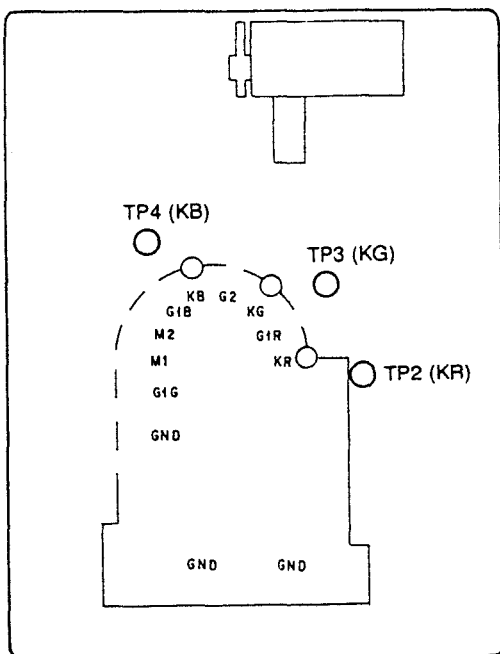 TP4 (KB)
TP3 (KG)
KB G2
G1B KG
M2 G1R
M1 KR
TP2 (KR)
G1G
GND
GND GND